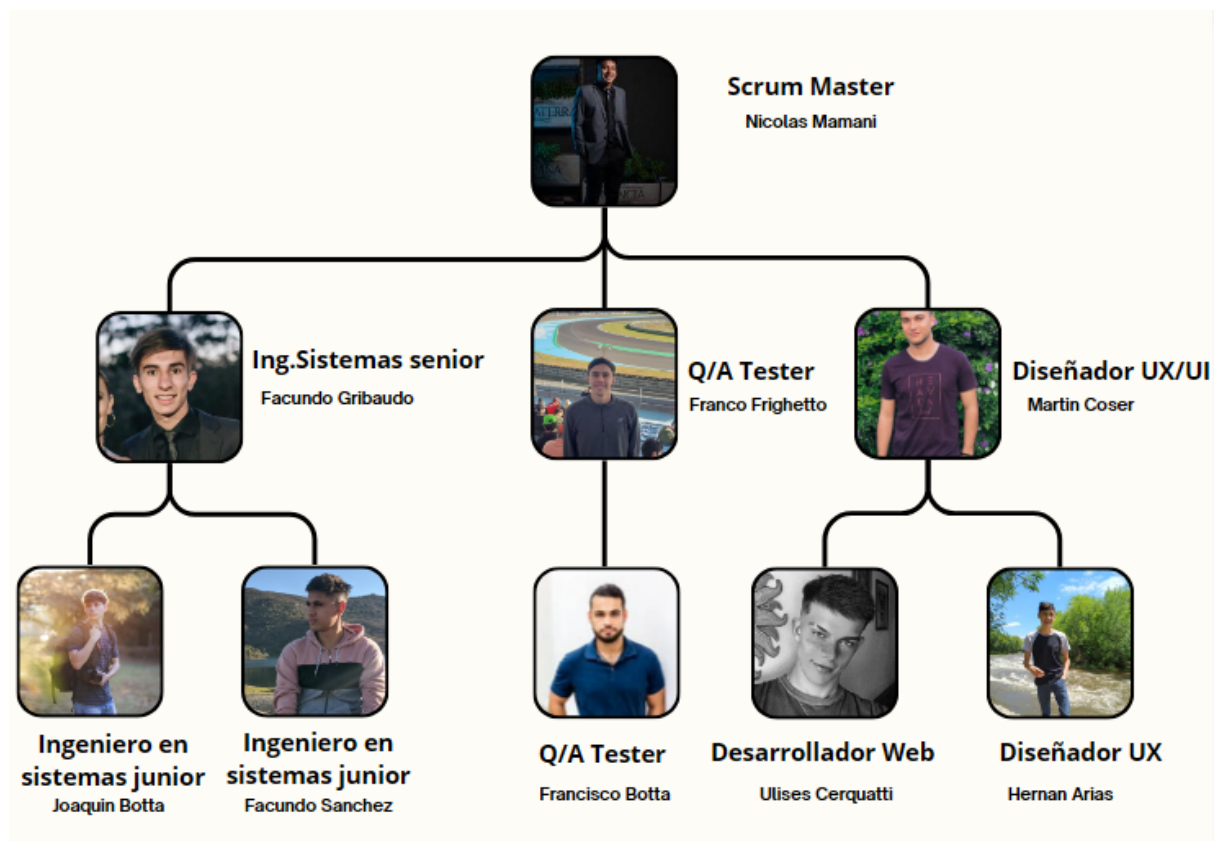 Scrum Master
Nicolas Mamani
Ing.Sistemas senior
Facundo Gribaudo
Q/A Tester
Franco Frighetto
Diseñador UX/UI
Martin Coser
Ingeniero en
sistemas junior
Joaquin Botta
Ingeniero en
sistemas junior
Facundo Sanchez
Q/A Tester
Francisco Botta
Desarrollador Web
Ulises Cerquatti
Diseñador UX
Hernan Arias